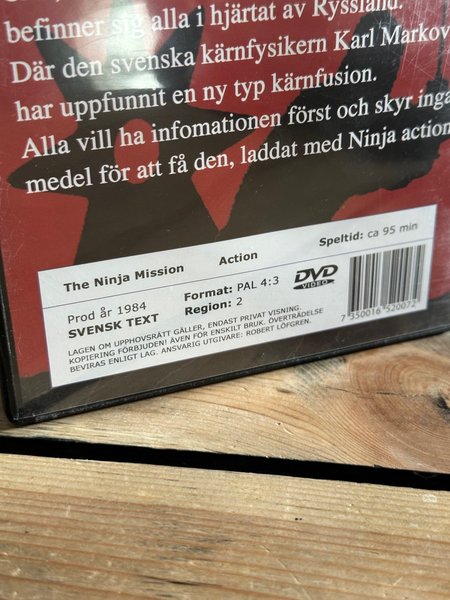 befinner sig alla i hjärtat av Ryssland.
Där den svenska kärnfysikern Karl Markov
har uppfunnit en ny typ kärnfusion.
Alla vill ha infomationen först och skyr inga
medel för att få den, laddat med Ninja action
The Ninja Mission Action Speltid: ca 95 min
Prod år 1984 Format: PAL 4:3 DVD
SVENSK TEXT Region: 2 VIDEO
LAGEN OM UPPHOVSRÄTT GÄLLER, ENDAST PRIVAT VISNING.
KOPIERING FÖRBJUDEN! ÄVEN FÖR ENSKILT BRUK. ÖVERTRÄDELSE
BEVIRAS ENLIGT LAG. ANSVARIG UTGIVARE: ROBERT LÖFGREN.
7 350016 520072